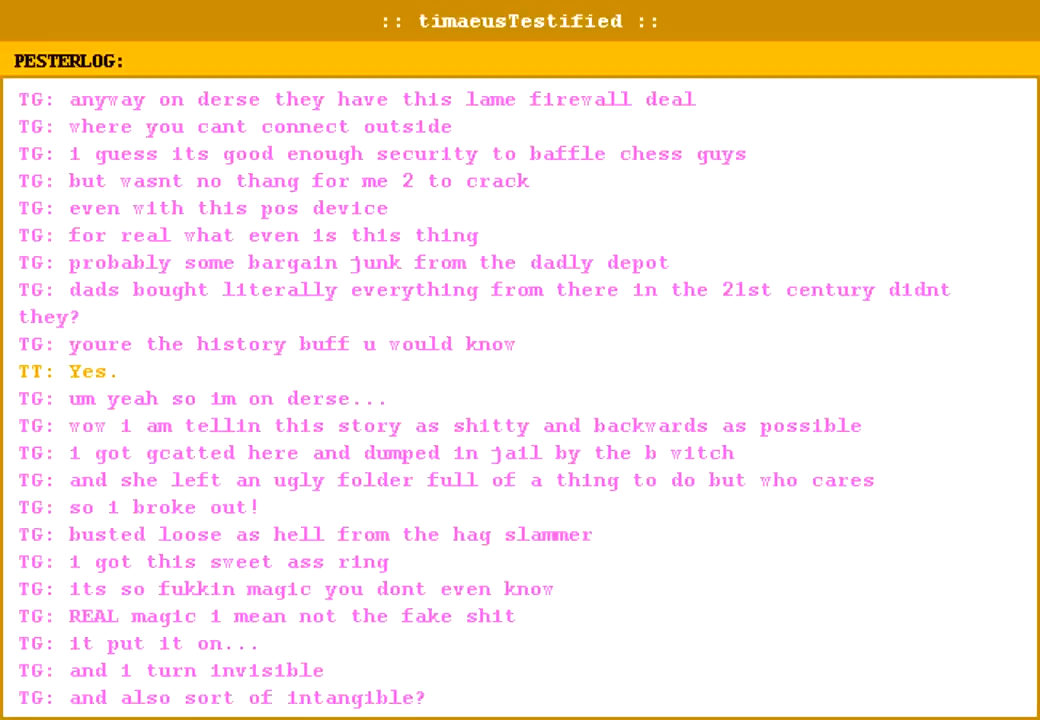 :: timaeusTestified ::
PESTERLOG:
TG: anyway on derse they have this lame firewall deal
TG: where you cant connect outside
TG: i guess its good enough security to baffle chess guys
TG: but wasnt no thang for me 2 to crack
TG: even with this pos device
TG: for real what even is this thing
TG: probably some bargain junk from the dadly depot
TG: dads bought literally everything from there in the 21st century didnt
they?
TG: youre the history buff u would know
TT: Yes.
TG: um yeah so im on derse...
TG: wow i am tellin this story as shitty and backwards as possible
TG: i got gcatted here and dumped in jail by the b witch
TG: and she left an ugly folder full of a thing to do but who cares
TG: so i broke out!
TG: busted loose as hell from the hag slammer
TG: i got this sweet ass ring
TG: its so fukkin magic you dont even know
TG: REAL magic i mean not the fake shit
TG: it put it on...
TG: and i turn invisible
TG: and also sort of intangible?